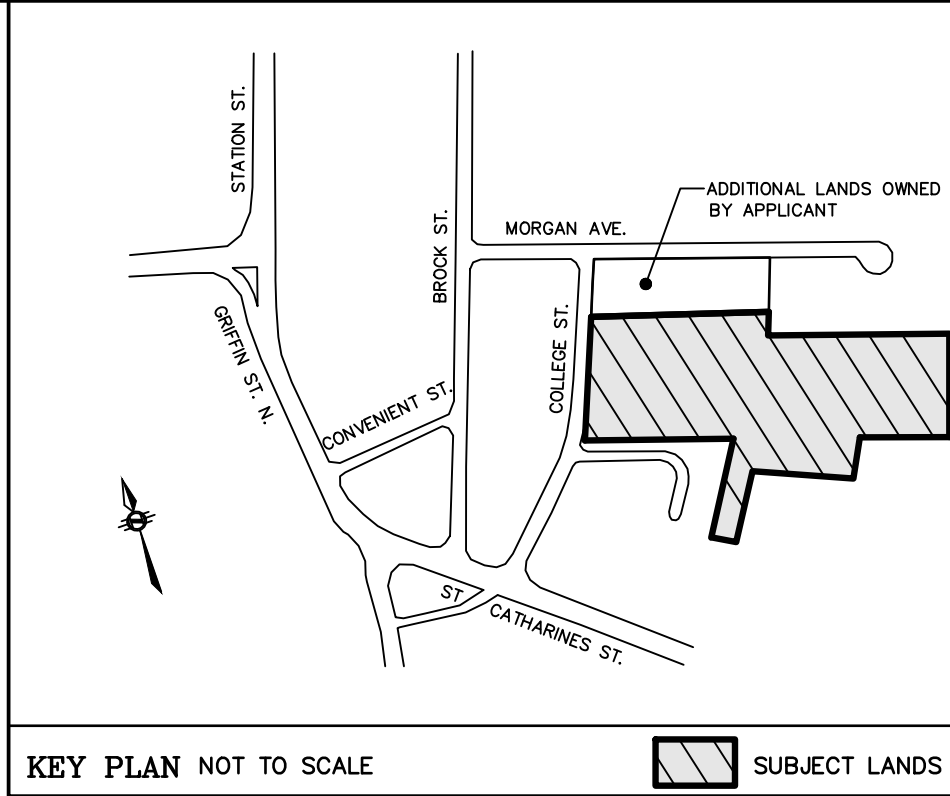 STATION ST.
ADDITIONAL LANDS OWNED
BY APPLICANT
BROCK ST.
MORGAN AVE.
GRIFFIN ST. N.
COLLEGE ST.
CONVENIENT ST.
ST CATHARINES ST.
KEY PLAN NOT TO SCALE
SUBJECT LANDS